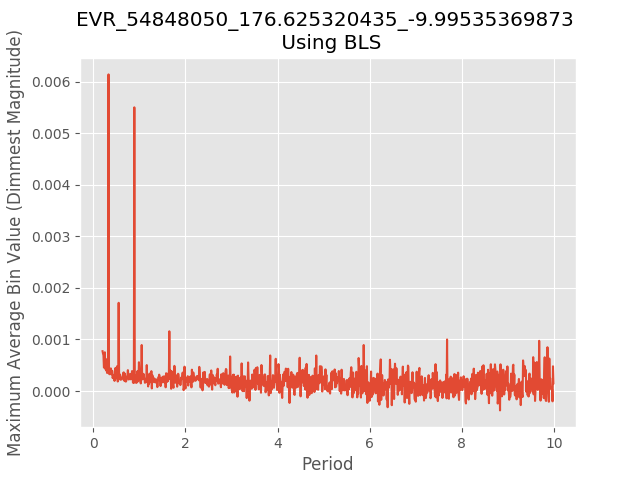 EVR_54848050_176.625320435_-9.99535369873
Using BLS
Maximum Average Bin Value (Dimmest Magnitude)
0.006
0.005
0.004
0.003
0.002
0.001
0.000
0 2 4 6 8 10
Period